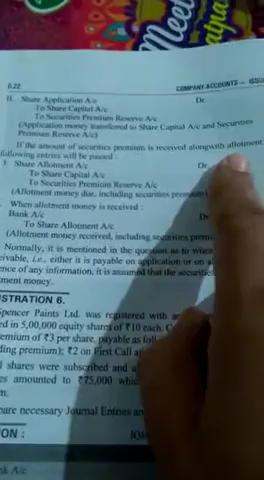 6.22
COMPANY ACCOUNTS – ISSU
II. Share Application A/c Dr.
To Share Capital A/c
To Securities Premium Reserve A/c
(Application money transferred to Share Capital A/c and Securities
Premium Reserve A/c)
If the amount of securities premium is received alongwith allotment,
following entries will be passed :
Share Allotment A/c Dr.
To Share Capital A/c
To Securities Premium Reserve A/c
(Allotment money due, including securities premium)
When allotment money is received :
Bank A/c Dr
To Share Allotment A/c
(Allotment money received, including securities prem
Normally, it is mentioned in the question as to when
eivable, i.e., either it is payable on application or on a
ence of any information, it is assumed that the securities
ment money.
STRATION 6.
Spencer Paints Ltd. was registered with a
ed in 5,00,000 equity shares of ₹10 each. C
emium of ₹3 per share, payable as foll
ding premium); ₹2 on First Call a
l shares were subscribed and a
es amounted to ₹75,000 whic
m.
pare necessary Journal Entries an
ON : JO
nk A/c
Meet